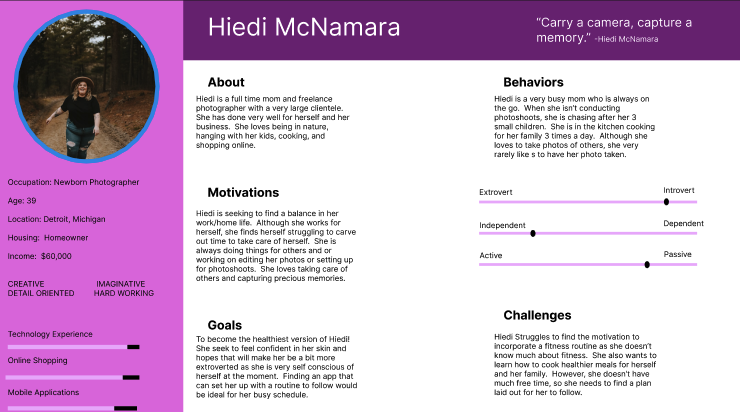 Hiedi McNamara
“Carry a camera, capture a
memory.” -Hiedi McNamara
Occupation: Newborn Photographer
Age: 39
Location: Detroit, Michigan
Housing:  Homeowner
Income:  $60,000
CREATIVE IMAGINATIVE
DETAIL ORIENTED HARD WORKING
Technology Experience
Online Shopping
Mobile Applications
About
Hiedi is a full time mom and freelance
photographer with a very large clientele.
She has done very well for herself and her
business.  She loves being in nature,
hanging with her kids, cooking, and
shopping online.
Motivations
Hiedi is seeking to find a balance in her
work/home life.  Although she works for
herself, she finds herself struggling to carve
out time to take care of herself.  She is
always doing things for others and or
working on editing her photos or setting up
for photoshoots.  She loves taking care of
others and capturing precious memories.
Goals
To become the healthiest version of Hiedi!
She seek to feel confident in her skin and
hopes that will make her be a bit more
extroverted as she is very self conscious of
herself at the moment.  Finding an app that
can set her up with a routine to follow would
be ideal for her busy schedule.
Behaviors
Hiedi is a very busy mom who is always on
the go.  When she isn’t conducting
photoshoots, she is chasing after her 3
small children.  She is in the kitchen cooking
for her family 3 times a day.  Although she
loves to take photos of others, she very
rarely like s to have her photo taken.
Extrovert Introvert
Independent Dependent
Active Passive
Challenges
Hiedi Struggles to find the motivation to
incorporate a fitness routine as she doesn’t
know much about fitness.  She also wants to
learn how to cook healthier meals for herself
and her family.  However, she doesn’t have
much free time, so she needs to find a plan
laid out for her to follow.